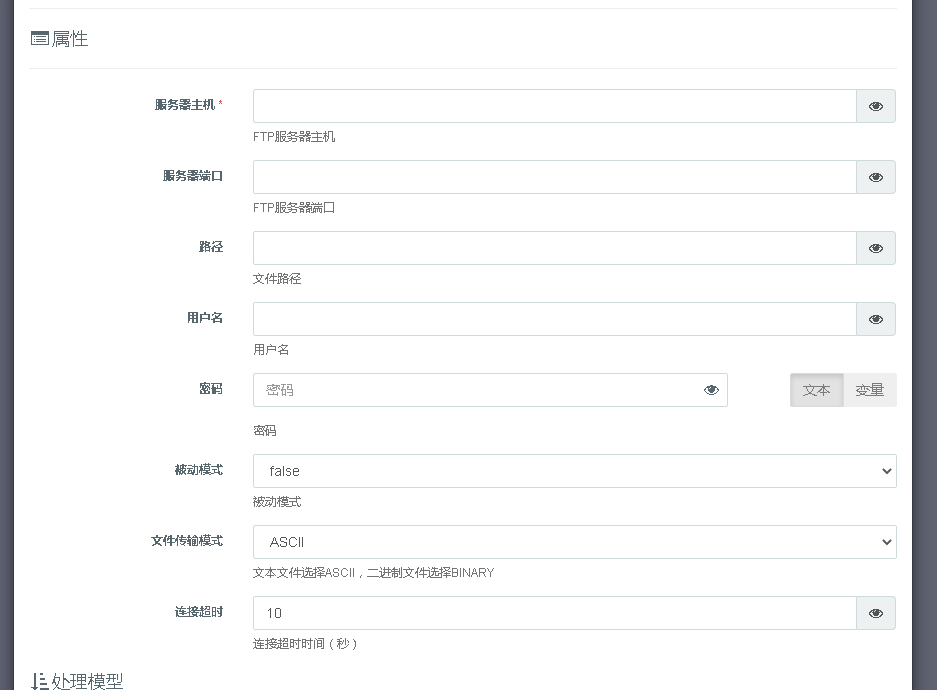 属性
服务器主机 *
FTP服务器主机
服务器端口
FTP服务器端口
路径
文件路径
用户名
用户名
密码 密码 文本 变量
密码
被动模式 false
被动模式
文件传输模式 ASCII
文本文件选择ASCII，二进制文件选择BINARY
连接超时 10
连接超时时间（秒）
处理模型